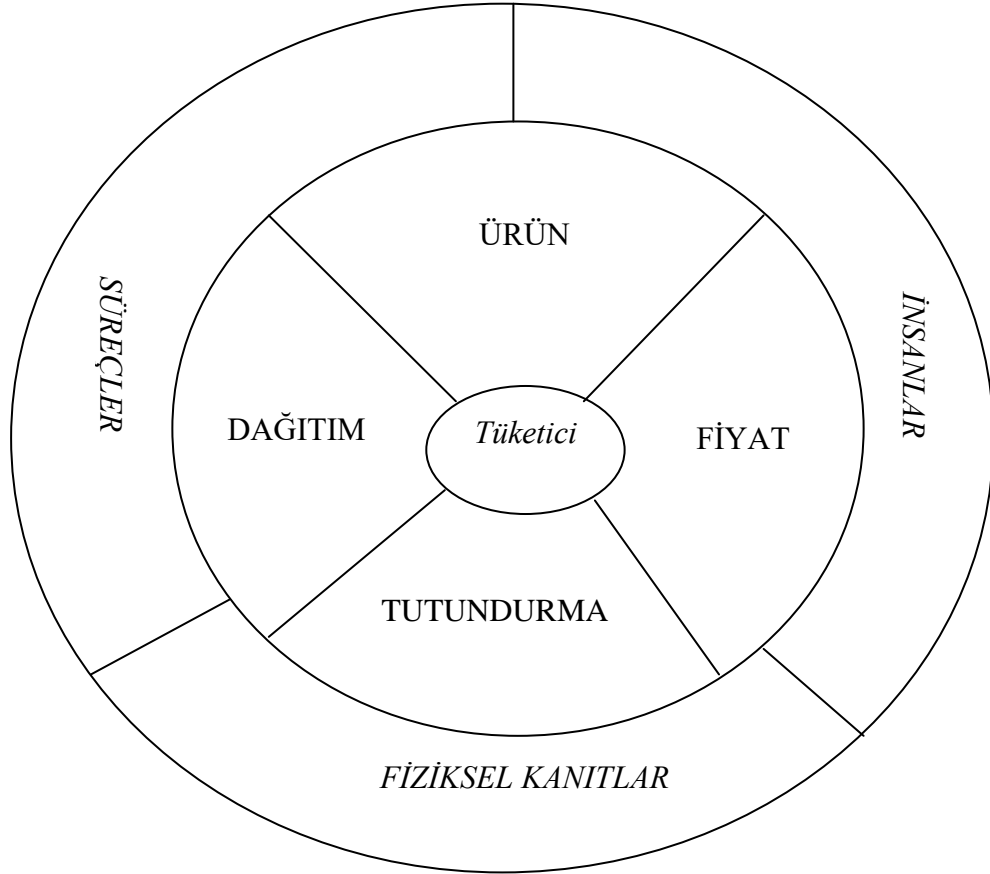 ÜRÜN
SÜREÇLER
İNSANLAR
DAĞITIM
Tüketici
FİYAT
TUTUNDURMA
FİZİKSEL KANITLAR